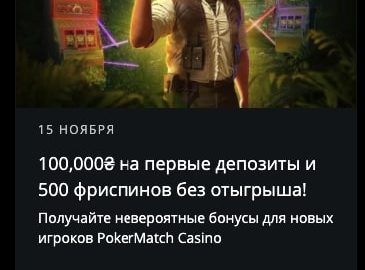 15 НОЯБРЯ
100,000₴ на первые депозиты и
500 фриспинов без отыгрыша!
Получайте невероятные бонусы для новых
игроков PokerMatch Casino